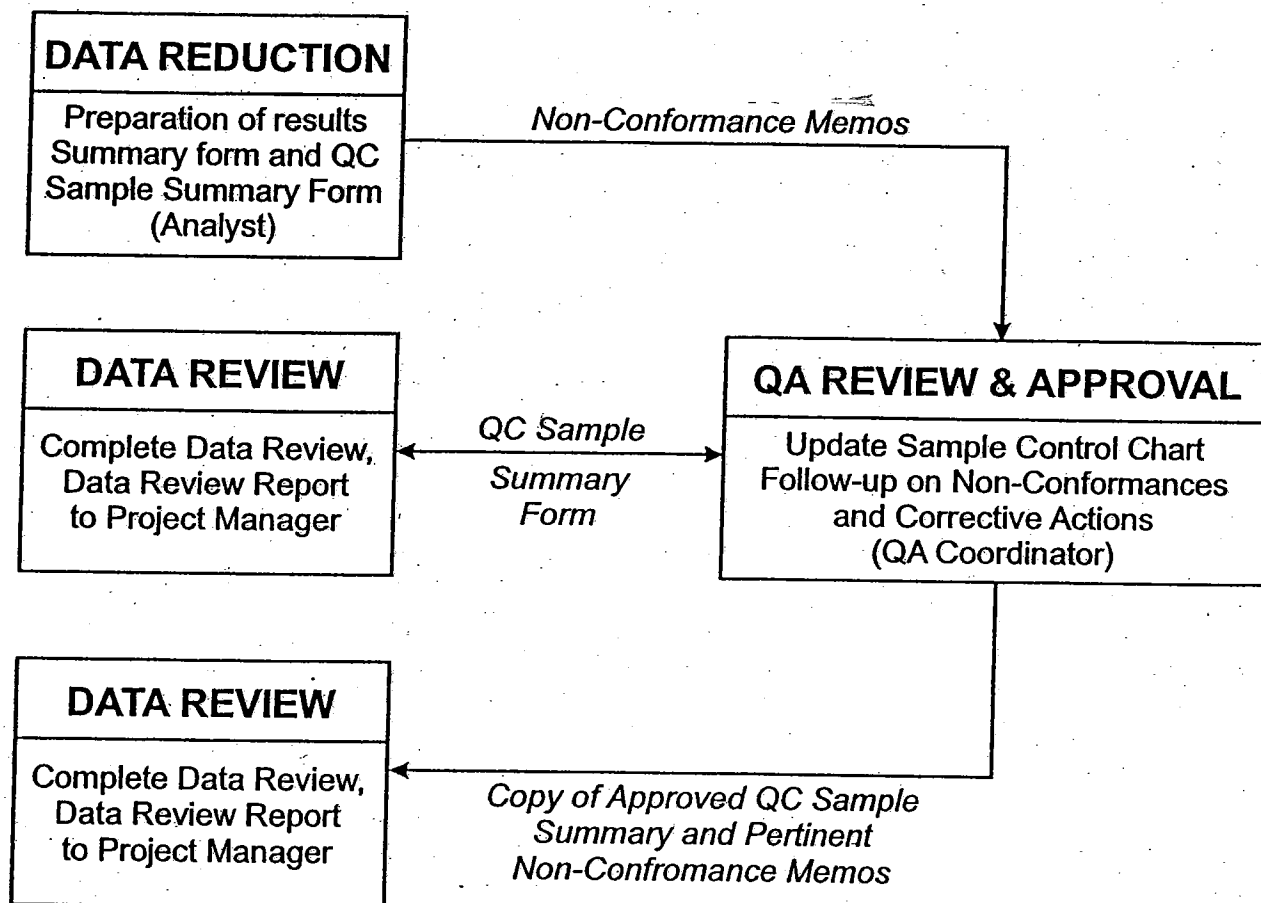 DATA REDUCTION
Preparation of results
Summary form and QC
Sample Summary Form
(Analyst)
Non-Conformance Memos
DATA REVIEW
Complete Data Review,
Data Review Report
to Project Manager
QC Sample
Summary
Form
QA REVIEW & APPROVAL
Update Sample Control Chart
Follow-up on Non-Conformances
and Corrective Actions
(QA Coordinator)
DATA REVIEW
Complete Data Review,
Data Review Report
to Project Manager
Copy of Approved QC Sample
Summary and Pertinent
Non-Confromance Memos